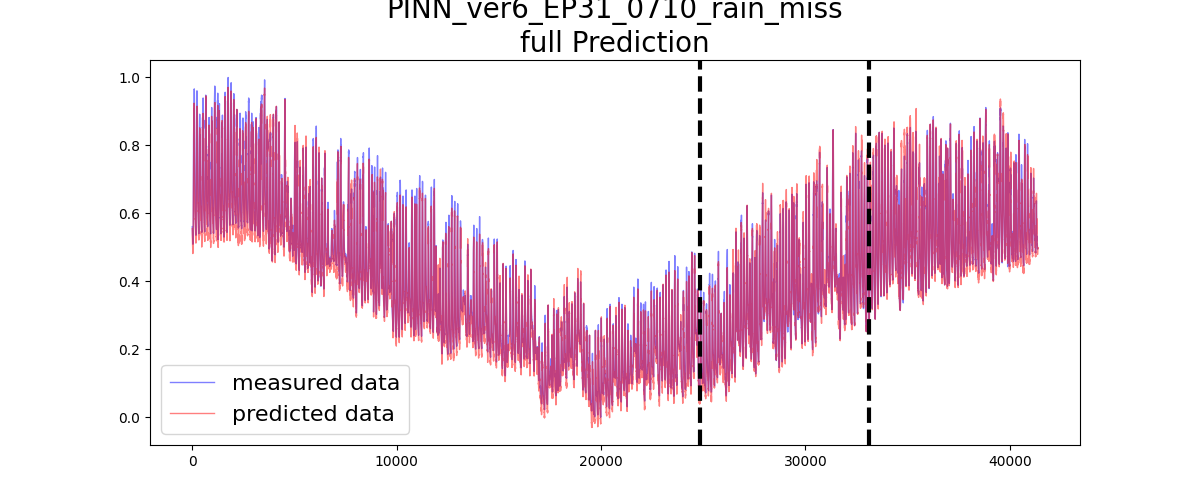 PINN_ver6_EP31_0710_rain_miss
full Prediction
1.0
0.8
0.6
0.4
0.2
0.0
measured data
predicted data
0
10000
20000
30000
40000